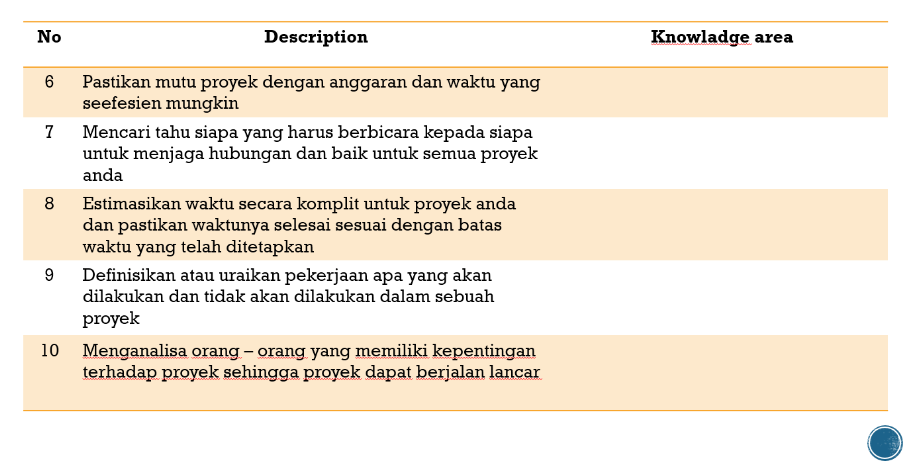 No Description Knowladge area
6 Pastikan mutu proyek dengan anggaran dan waktu yang
seefesien mungkin
7 Mencari tahu siapa yang harus berbicara kepada siapa
untuk menjaga hubungan dan baik untuk semua proyek
anda
8 Estimasikan waktu secara komplit untuk proyek anda
dan pastikan waktunya selesai sesuai dengan batas
waktu yang telah ditetapkan
9 Definisikan atau uraikan pekerjaan apa yang akan
dilakukan dan tidak akan dilakukan dalam sebuah
proyek
10 Menganalisa orang – orang yang memiliki kepentingan
terhadap proyek sehingga proyek dapat berjalan lancar